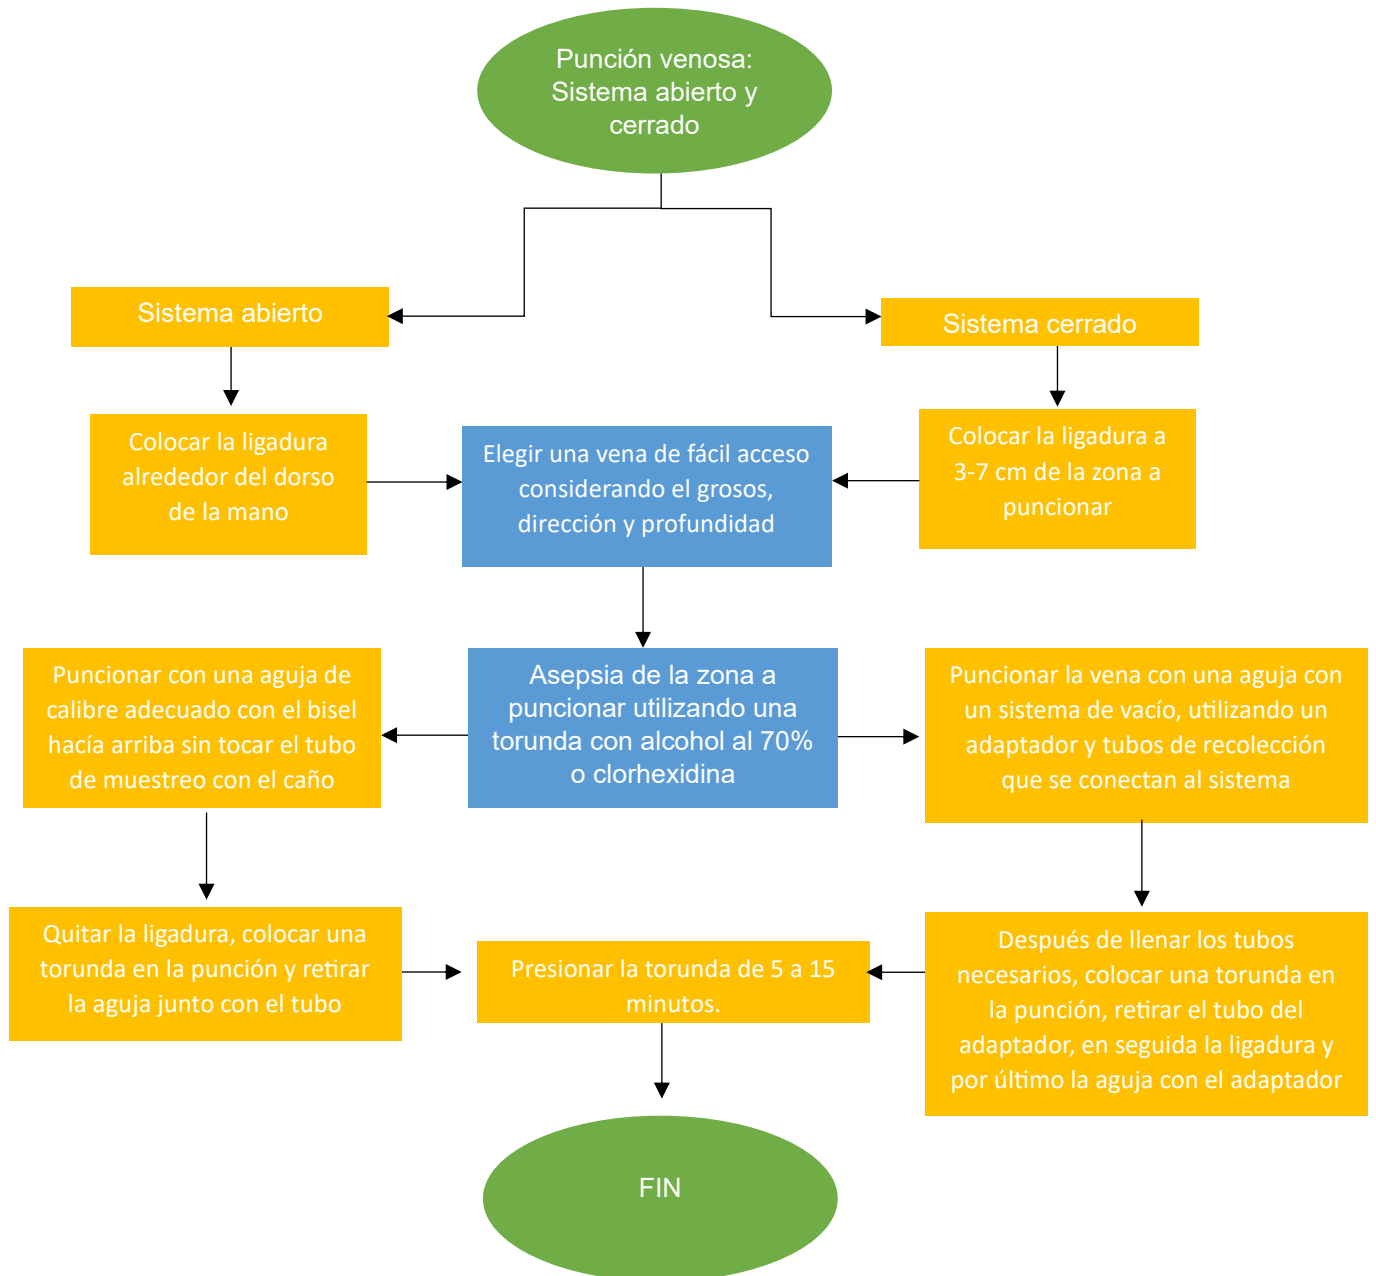 Punción venosa:
Sistema abierto y
cerrado
Sistema abierto
Sistema cerrado
Colocar la ligadura
alrededor del dorso
de la mano
Elegir una vena de fácil acceso
considerando el grosos,
dirección y profundidad
Colocar la ligadura a
3-7 cm de la zona a
puncionar
Puncionar con una aguja de
calibre adecuado con el bisel
hacía arriba sin tocar el tubo
de muestreo con el caño
Asepsia de la zona a
puncionar utilizando una
torunda con alcohol al 70%
o clorhexidina
Puncionar la vena con una aguja con
un sistema de vacío, utilizando un
adaptador y tubos de recolección
que se conectan al sistema
Quitar la ligadura, colocar una
torunda en la punción y retirar
la aguja junto con el tubo
Presionar la torunda de 5 a 15
minutos.
Después de llenar los tubos
necesarios, colocar una torunda en
la punción, retirar el tubo del
adaptador, en seguida la ligadura y
por último la aguja con el adaptador
FIN